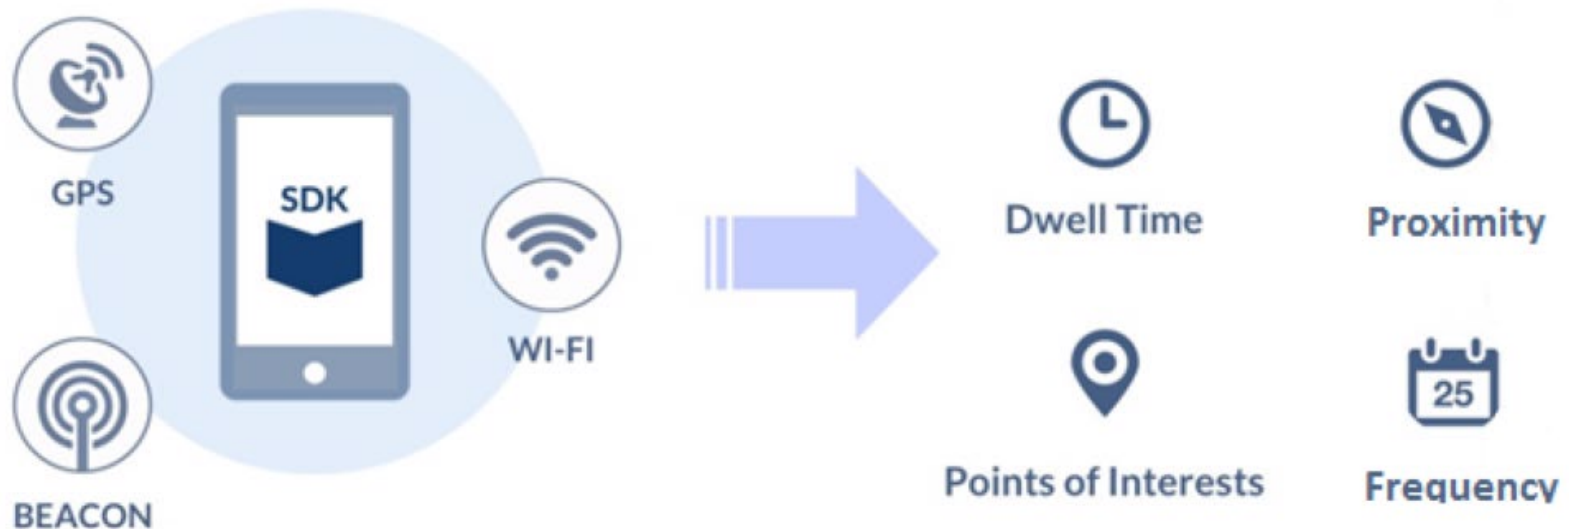 GPS
SDK
WI-FI
BEACON
Dwell Time
Proximity
25
Points of Interests
Frequency